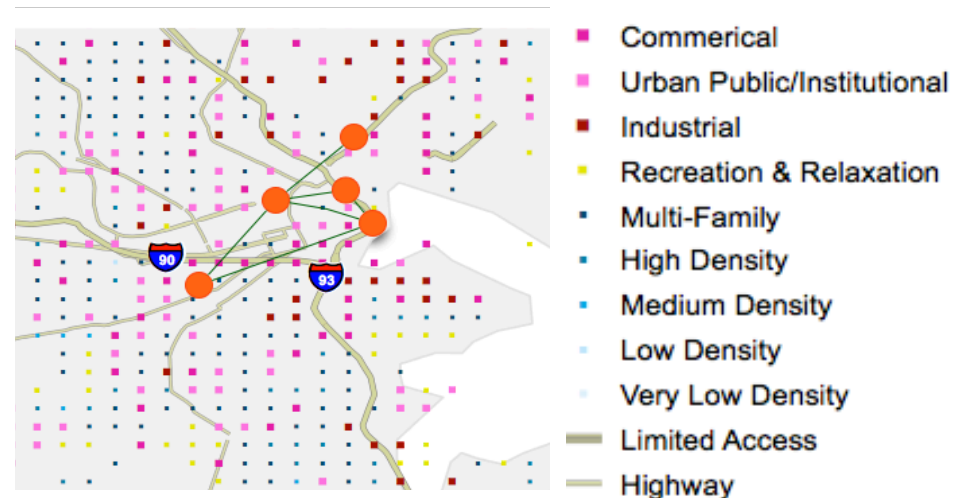 Commerical
Urban Public/Institutional
Industrial
Recreation & Relaxation
Multi-Family
High Density
Medium Density
Low Density
Very Low Density
Limited Access
Highway
90
93